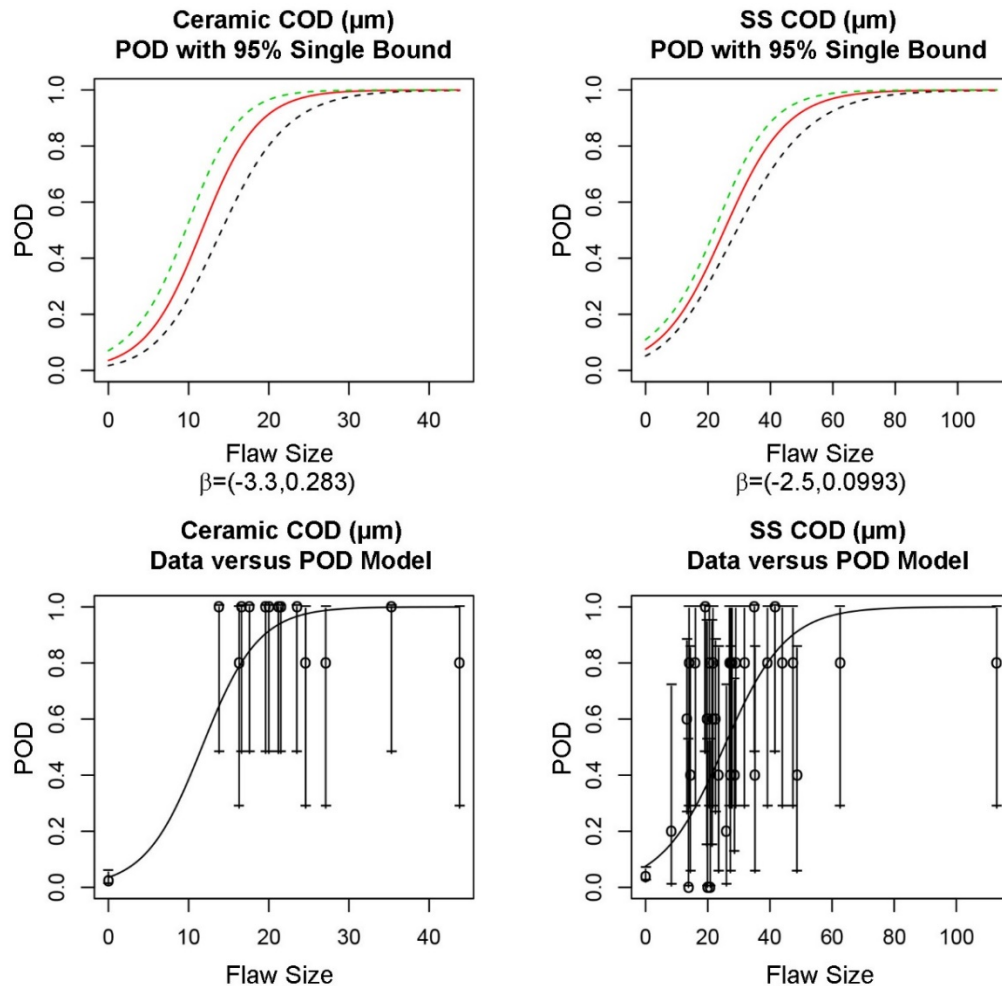 Ceramic COD (µm)
POD with 95% Single Bound
POD
1.0
0.8
0.6
0.4
0.2
0.0
0 10 20 30 40
Flaw Size
β=(-3.3,0.283)
SS COD (µm)
POD with 95% Single Bound
POD
1.0
0.8
0.6
0.4
0.2
0.0
0 20 40 60 80 100
Flaw Size
β=(-2.5,0.0993)
Ceramic COD (µm)
Data versus POD Model
POD
1.0
0.8
0.6
0.4
0.2
0.0
0 10 20 30 40
Flaw Size
SS COD (µm)
Data versus POD Model
POD
1.0
0.8
0.6
0.4
0.2
0.0
0 20 40 60 80 100
Flaw Size